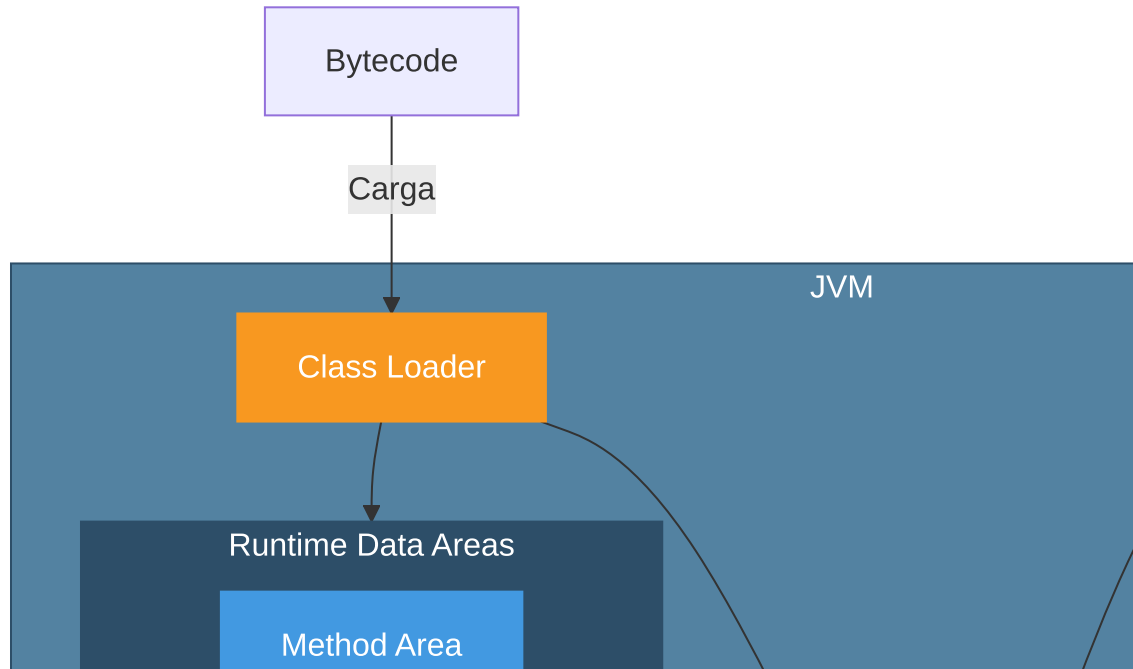 Bytecode
Carga
JVM
Class Loader
Runtime Data Areas
Method Area